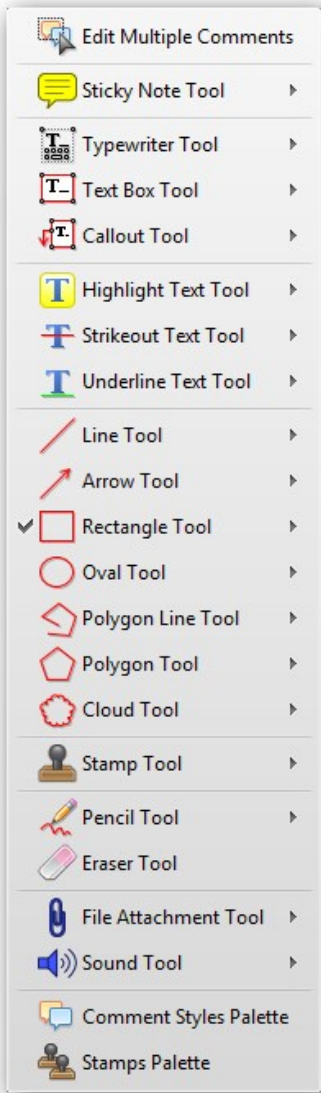 Edit Multiple Comments
Sticky Note Tool
Typewriter Tool
Text Box Tool
Callout Tool
Highlight Text Tool
Strikeout Text Tool
Underline Text Tool
Line Tool
Arrow Tool
Rectangle Tool
Oval Tool
Polygon Line Tool
Polygon Tool
Cloud Tool
Stamp Tool
Pencil Tool
Eraser Tool
File Attachment Tool
Sound Tool
Comment Styles Palette
Stamps Palette